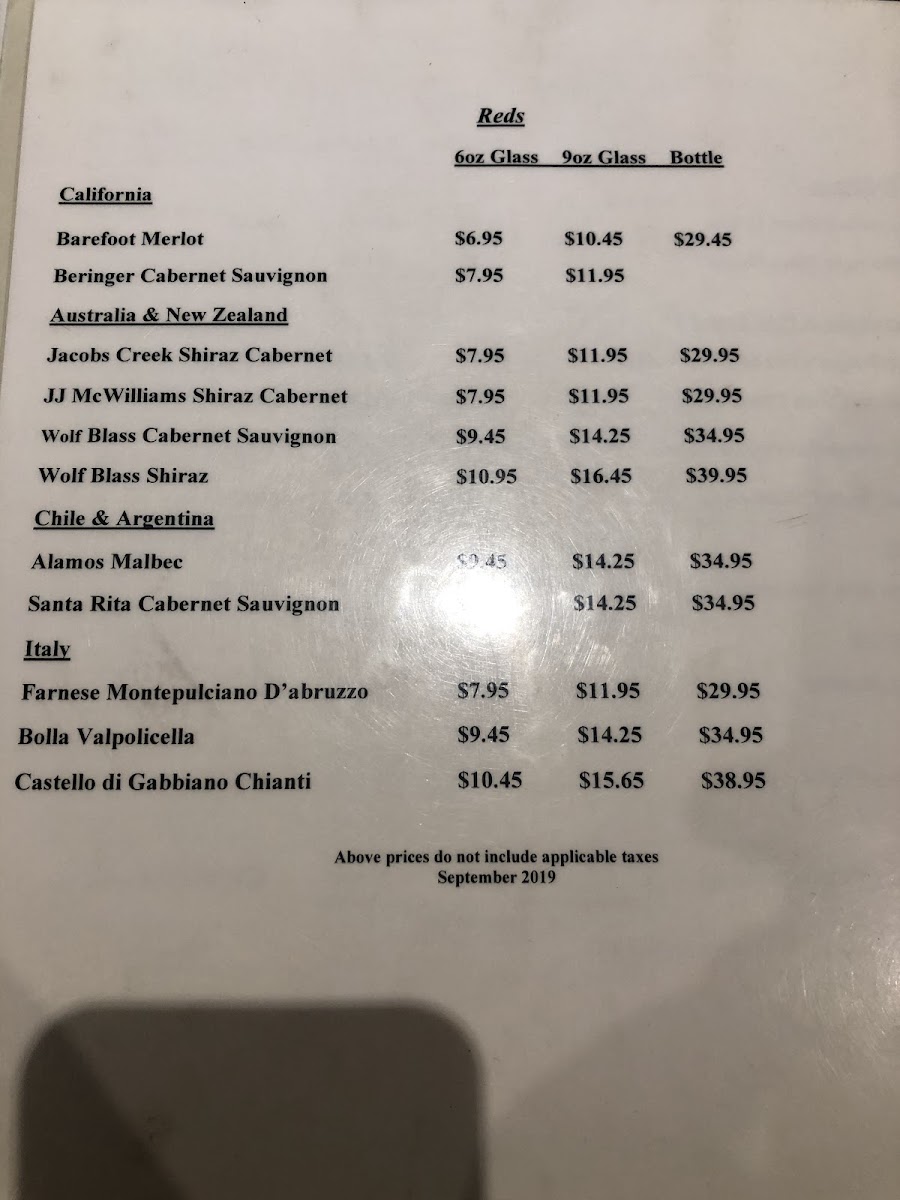 Reds
6oz Glass 9oz Glass Bottle
California
Barefoot Merlot $6.95 $10.45 $29.45
Beringer Cabernet Sauvignon $7.95 $11.95
Australia & New Zealand
Jacobs Creek Shiraz Cabernet $7.95 $11.95 $29.95
JJ McWilliams Shiraz Cabernet $7.95 $11.95 $29.95
Wolf Blass Cabernet Sauvignon $9.45 $14.25 $34.95
Wolf Blass Shiraz $10.95 $16.45 $39.95
Chile & Argentina
Alamos Malbec $9.45 $14.25 $34.95
Santa Rita Cabernet Sauvignon $14.25 $34.95
Italy
Farnese Montepulciano D’abruzzo $7.95 $11.95 $29.95
Bolla Valpolicella $9.45 $14.25 $34.95
Castello di Gabbiano Chianti $10.45 $15.65 $38.95
Above prices do not include applicable taxes
September 2019